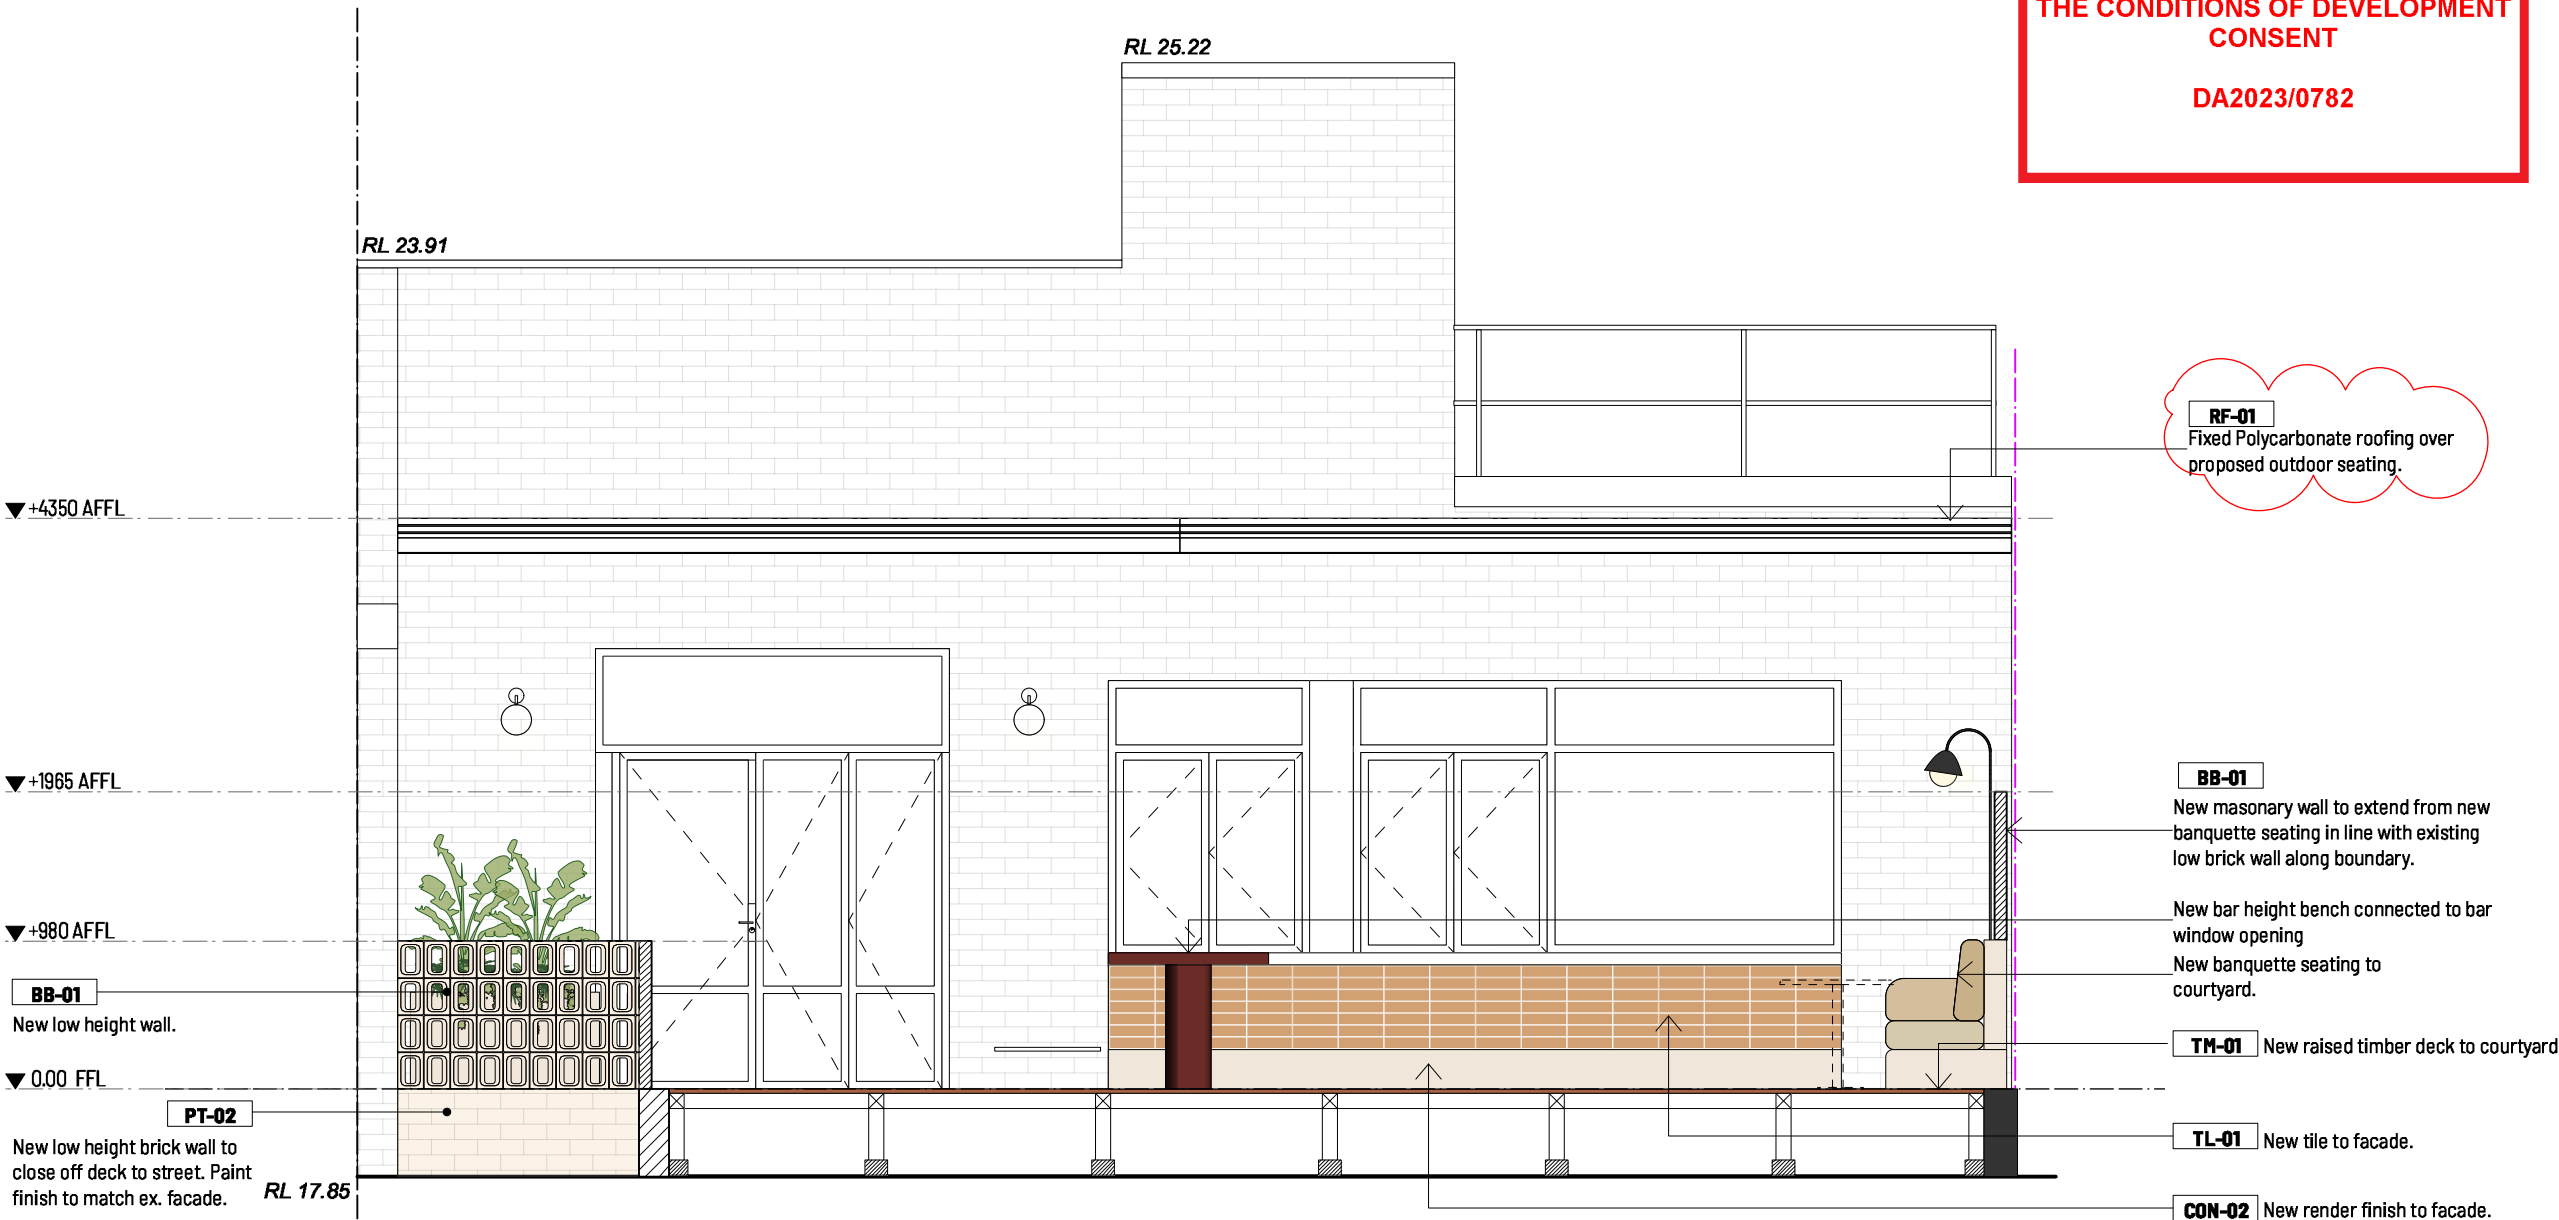 THE CONDITIONS OF DEVELOPMENT
CONSENT
DA2023/0782
RL 25.22
RL 23.91
RF-01
Fixed Polycarbonate roofing over
proposed outdoor seating.
+4350 AFFL
+1965 AFFL
BB-01
New masonary wall to extend from new
banquette seating in line with existing
low brick wall along boundary.
New bar height bench connected to bar
window opening
+980 AFFL
New banquette seating to
courtyard.
BB-01
New low height wall.
TM-01 New raised timber deck to courtyard
0.00 FFL
PT-02
New low height brick wall to
close off deck to street. Paint
finish to match ex. facade.
RL 17.85
TL-01 New tile to facade.
CON-02 New render finish to facade.